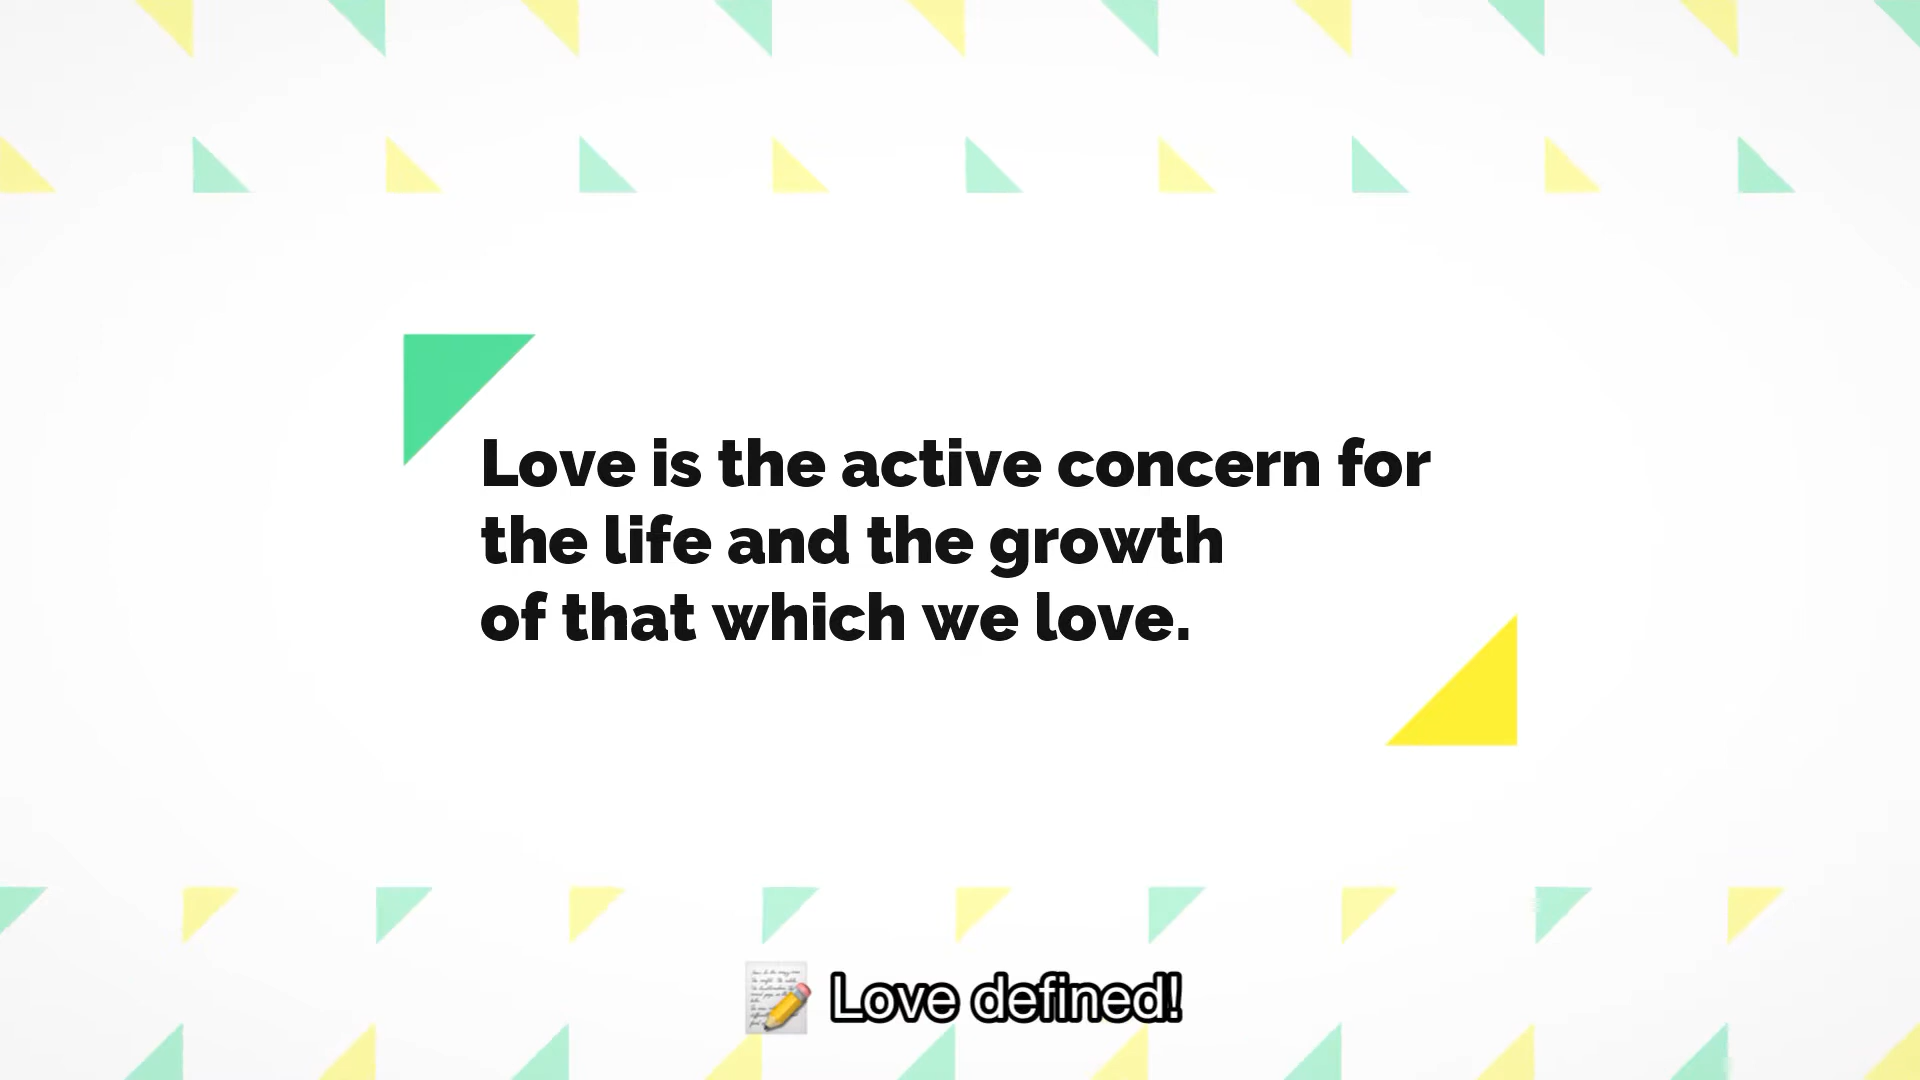 Love is the active concern for
the life and the growth
of that which we love.
📝 Love defined!